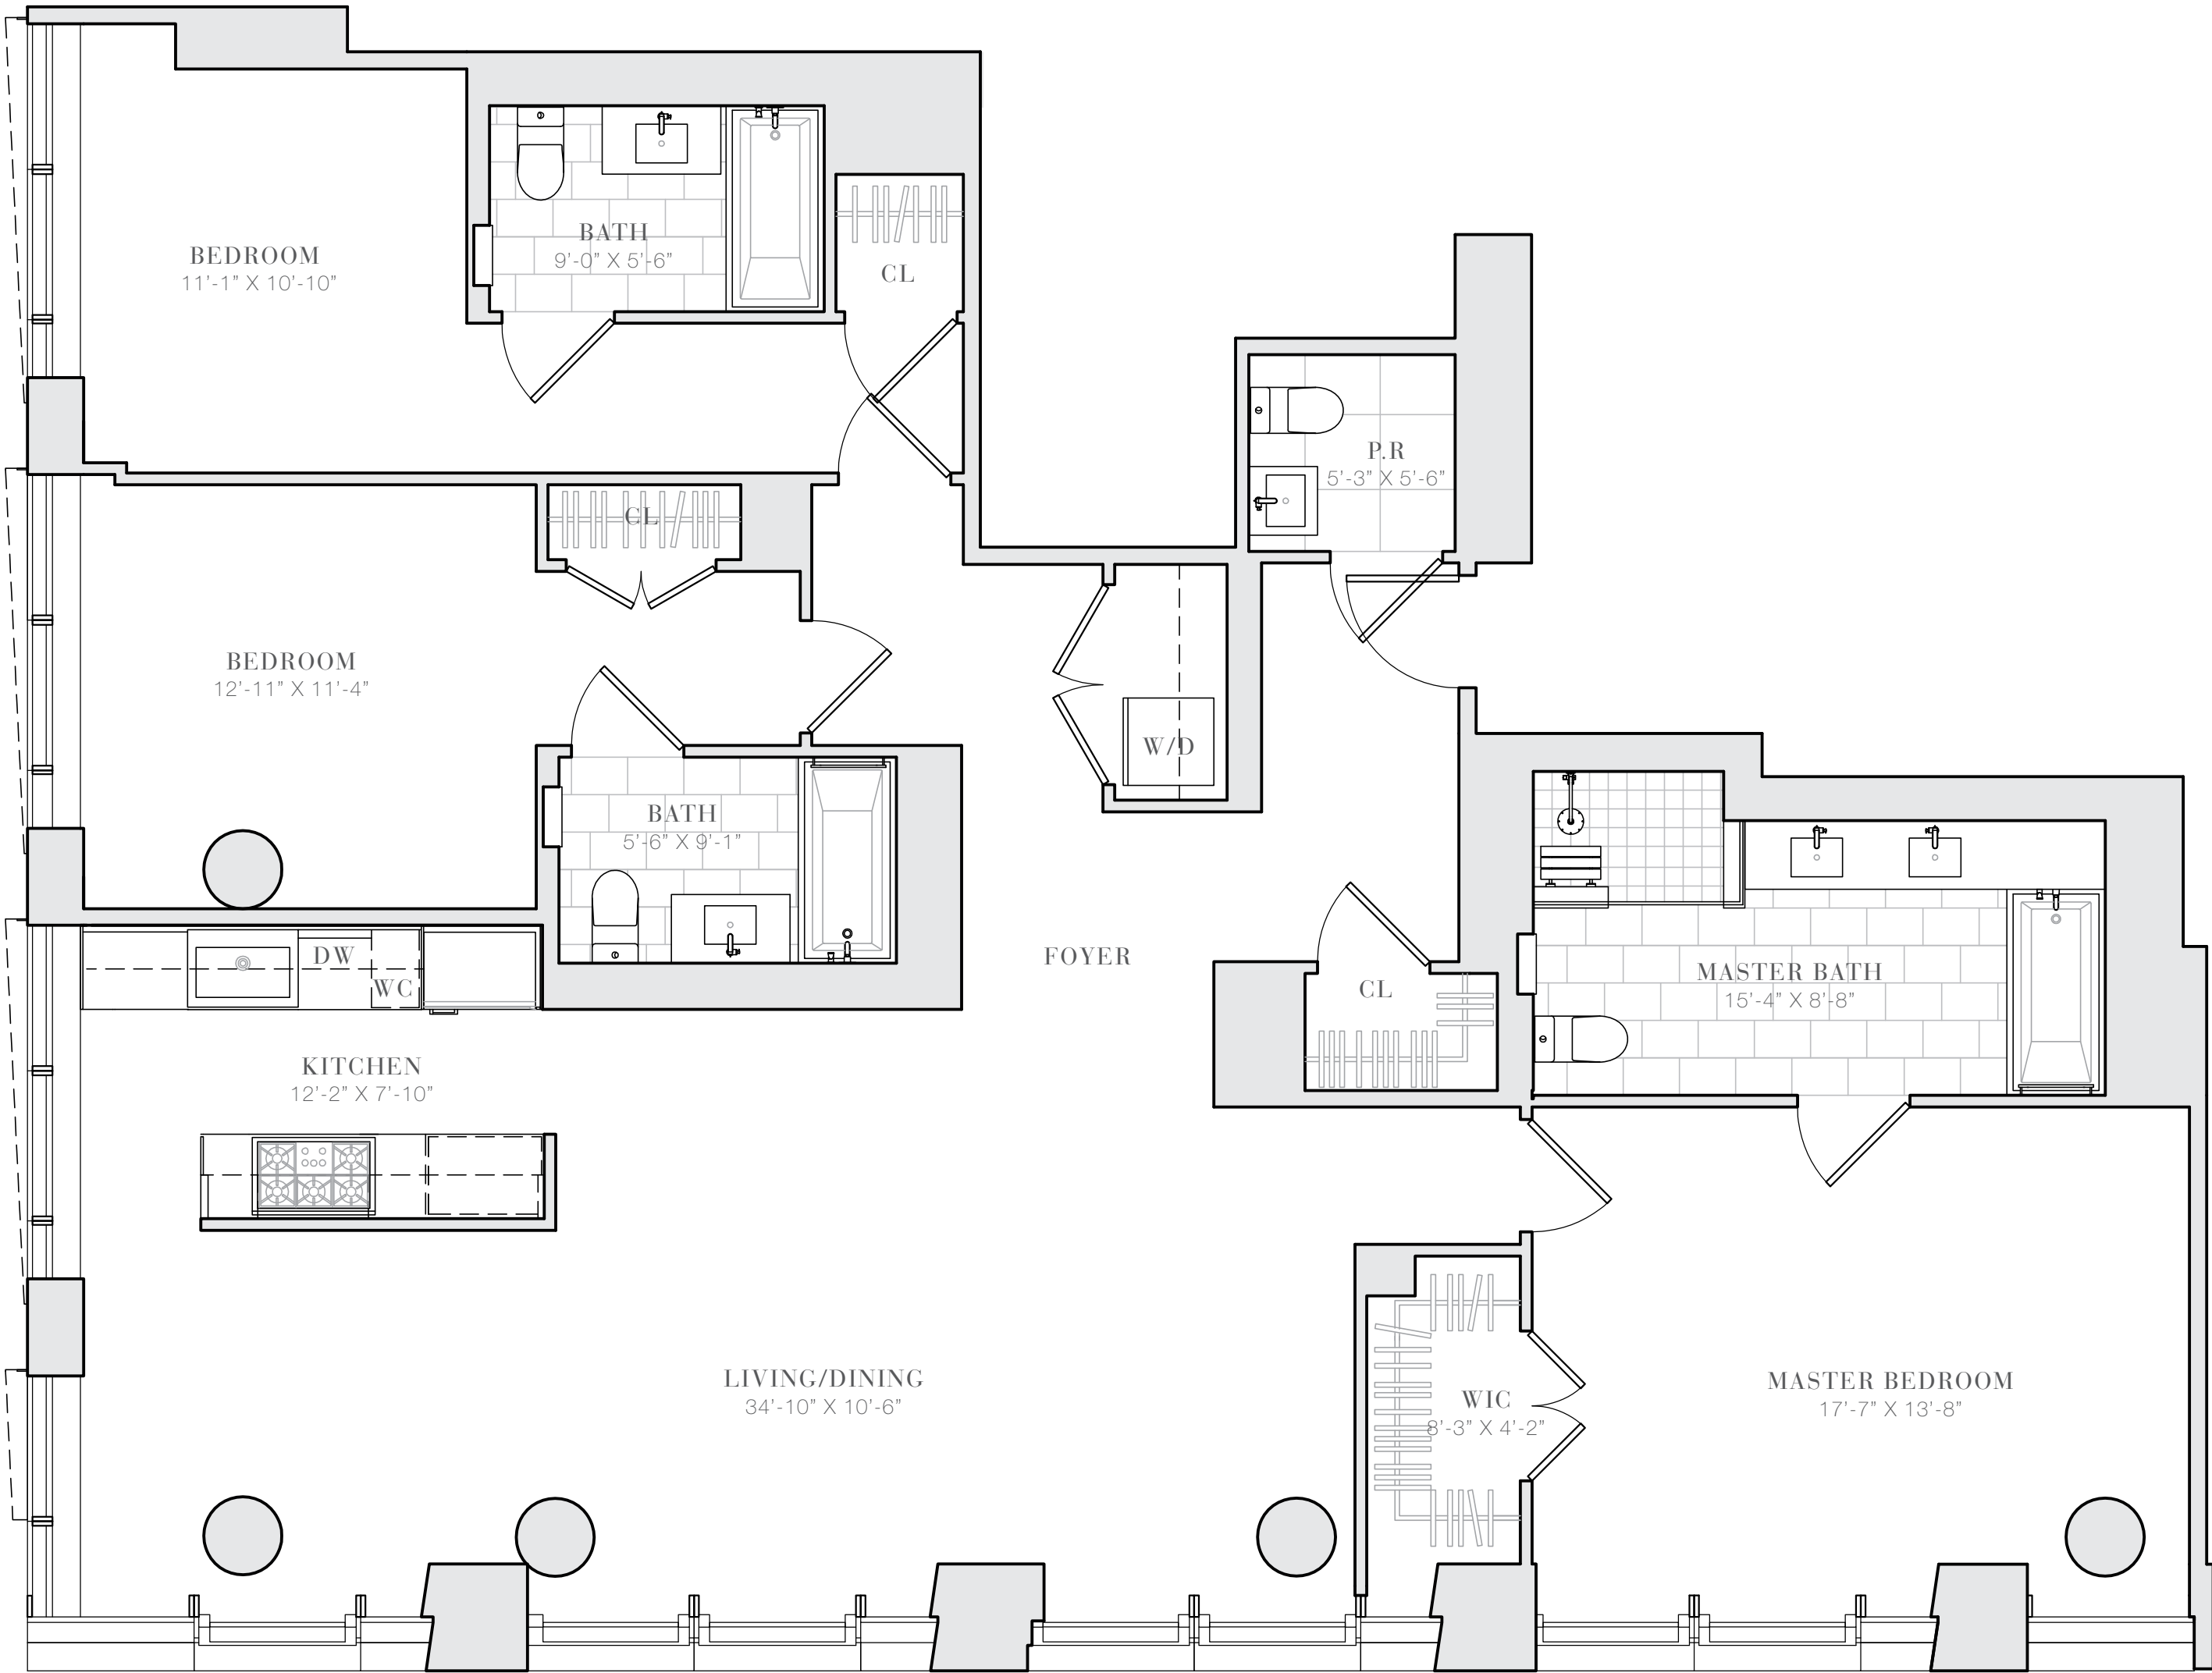 BEDROOM
11'-1" X 10'-10"
BATH
9'-0" X 5'-6"
CL
P.R
5'-3" X 5'-6"
CL
BEDROOM
12'-11" X 11'-4"
W/D
BATH
5'-6" X 9'-1"
DW
WC
FOYER
CL
MASTER BATH
15'-4" X 8'-8"
KITCHEN
12'-2" X 7'-10"
LIVING/DINING
34'-10" X 10'-6"
WIC
8'-3" X 4'-2"
MASTER BEDROOM
17'-7" X 13'-8"